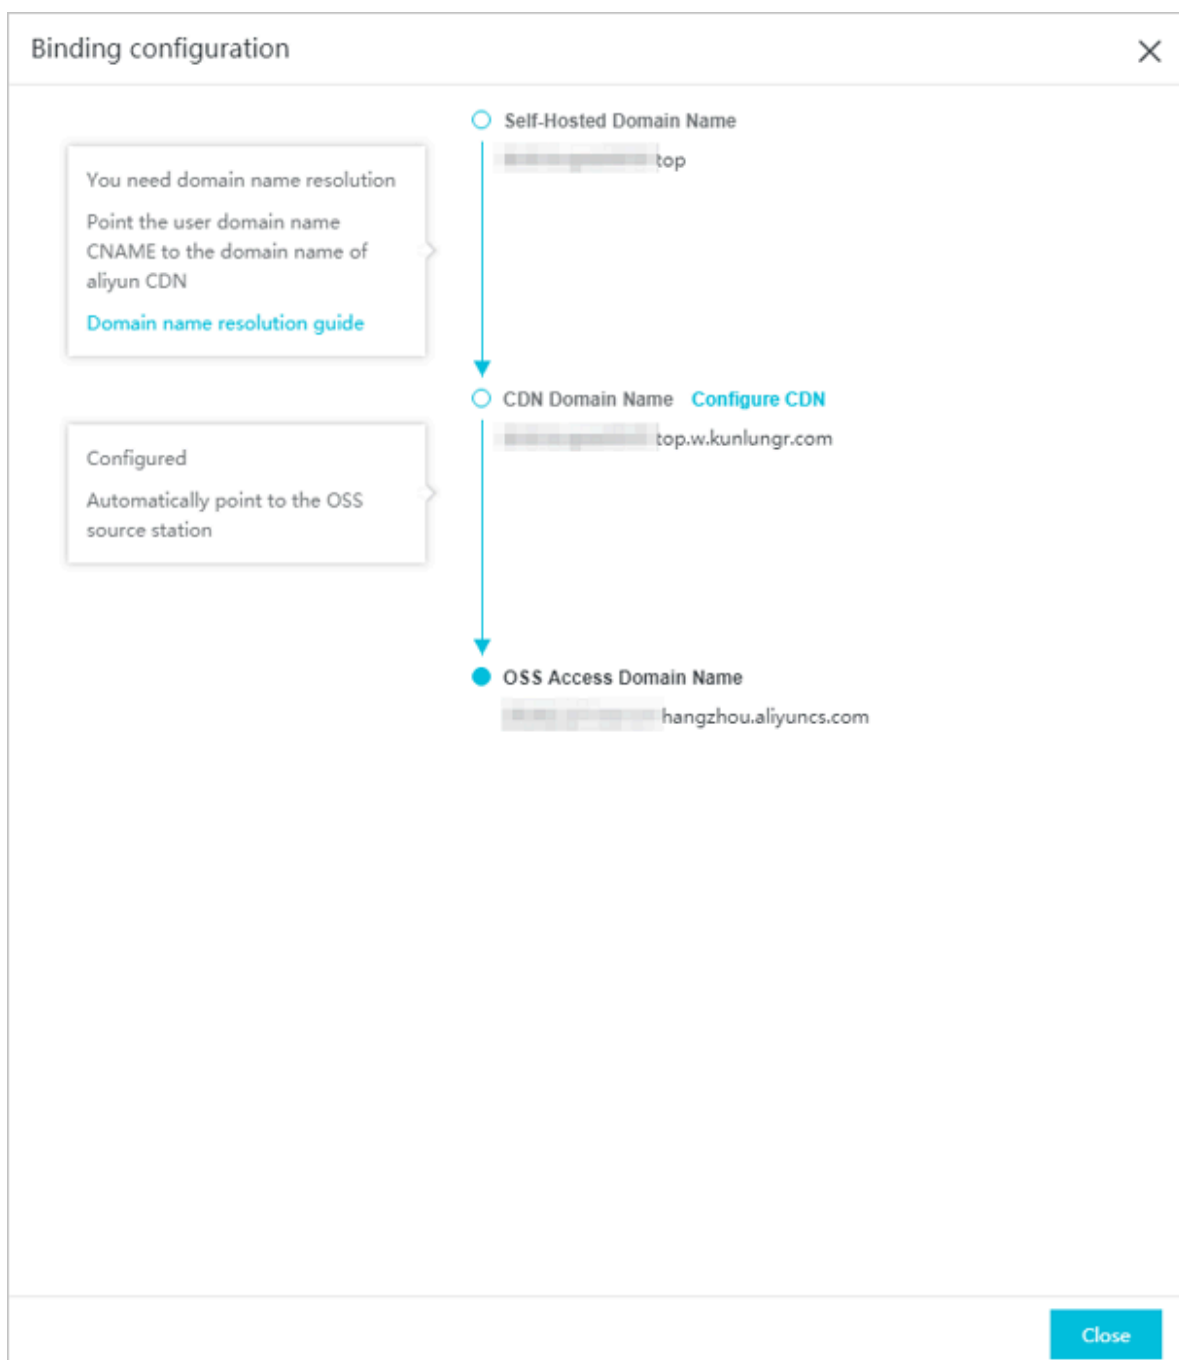 Binding configuration
Self-Hosted Domain Name
top
You need domain name resolution
Point the user domain name
CNAME to the domain name of
aliyun CDN
Domain name resolution guide
CDN Domain Name Configure CDN
top.w.kunlungr.com
Configured
Automatically point to the OSS
source station
OSS Access Domain Name
hangzhou.aliyuncs.com
Close